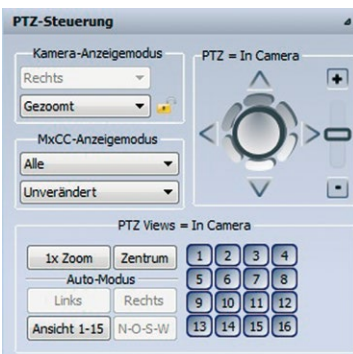 PTZ-Steuerung
Kamera-Anzeigemodus
Rechts
Gezoomt
MxCC-Anzeigemodus
Alle
Unverändert
PTZ = In Camera
+
-
PTZ Views = In Camera
1x Zoom Zentrum
Auto-Modus
Links Rechts
Ansicht 1-15 N-O-S-W
1 2 3 4
5 6 7 8
9 10 11 12
13 14 15 16